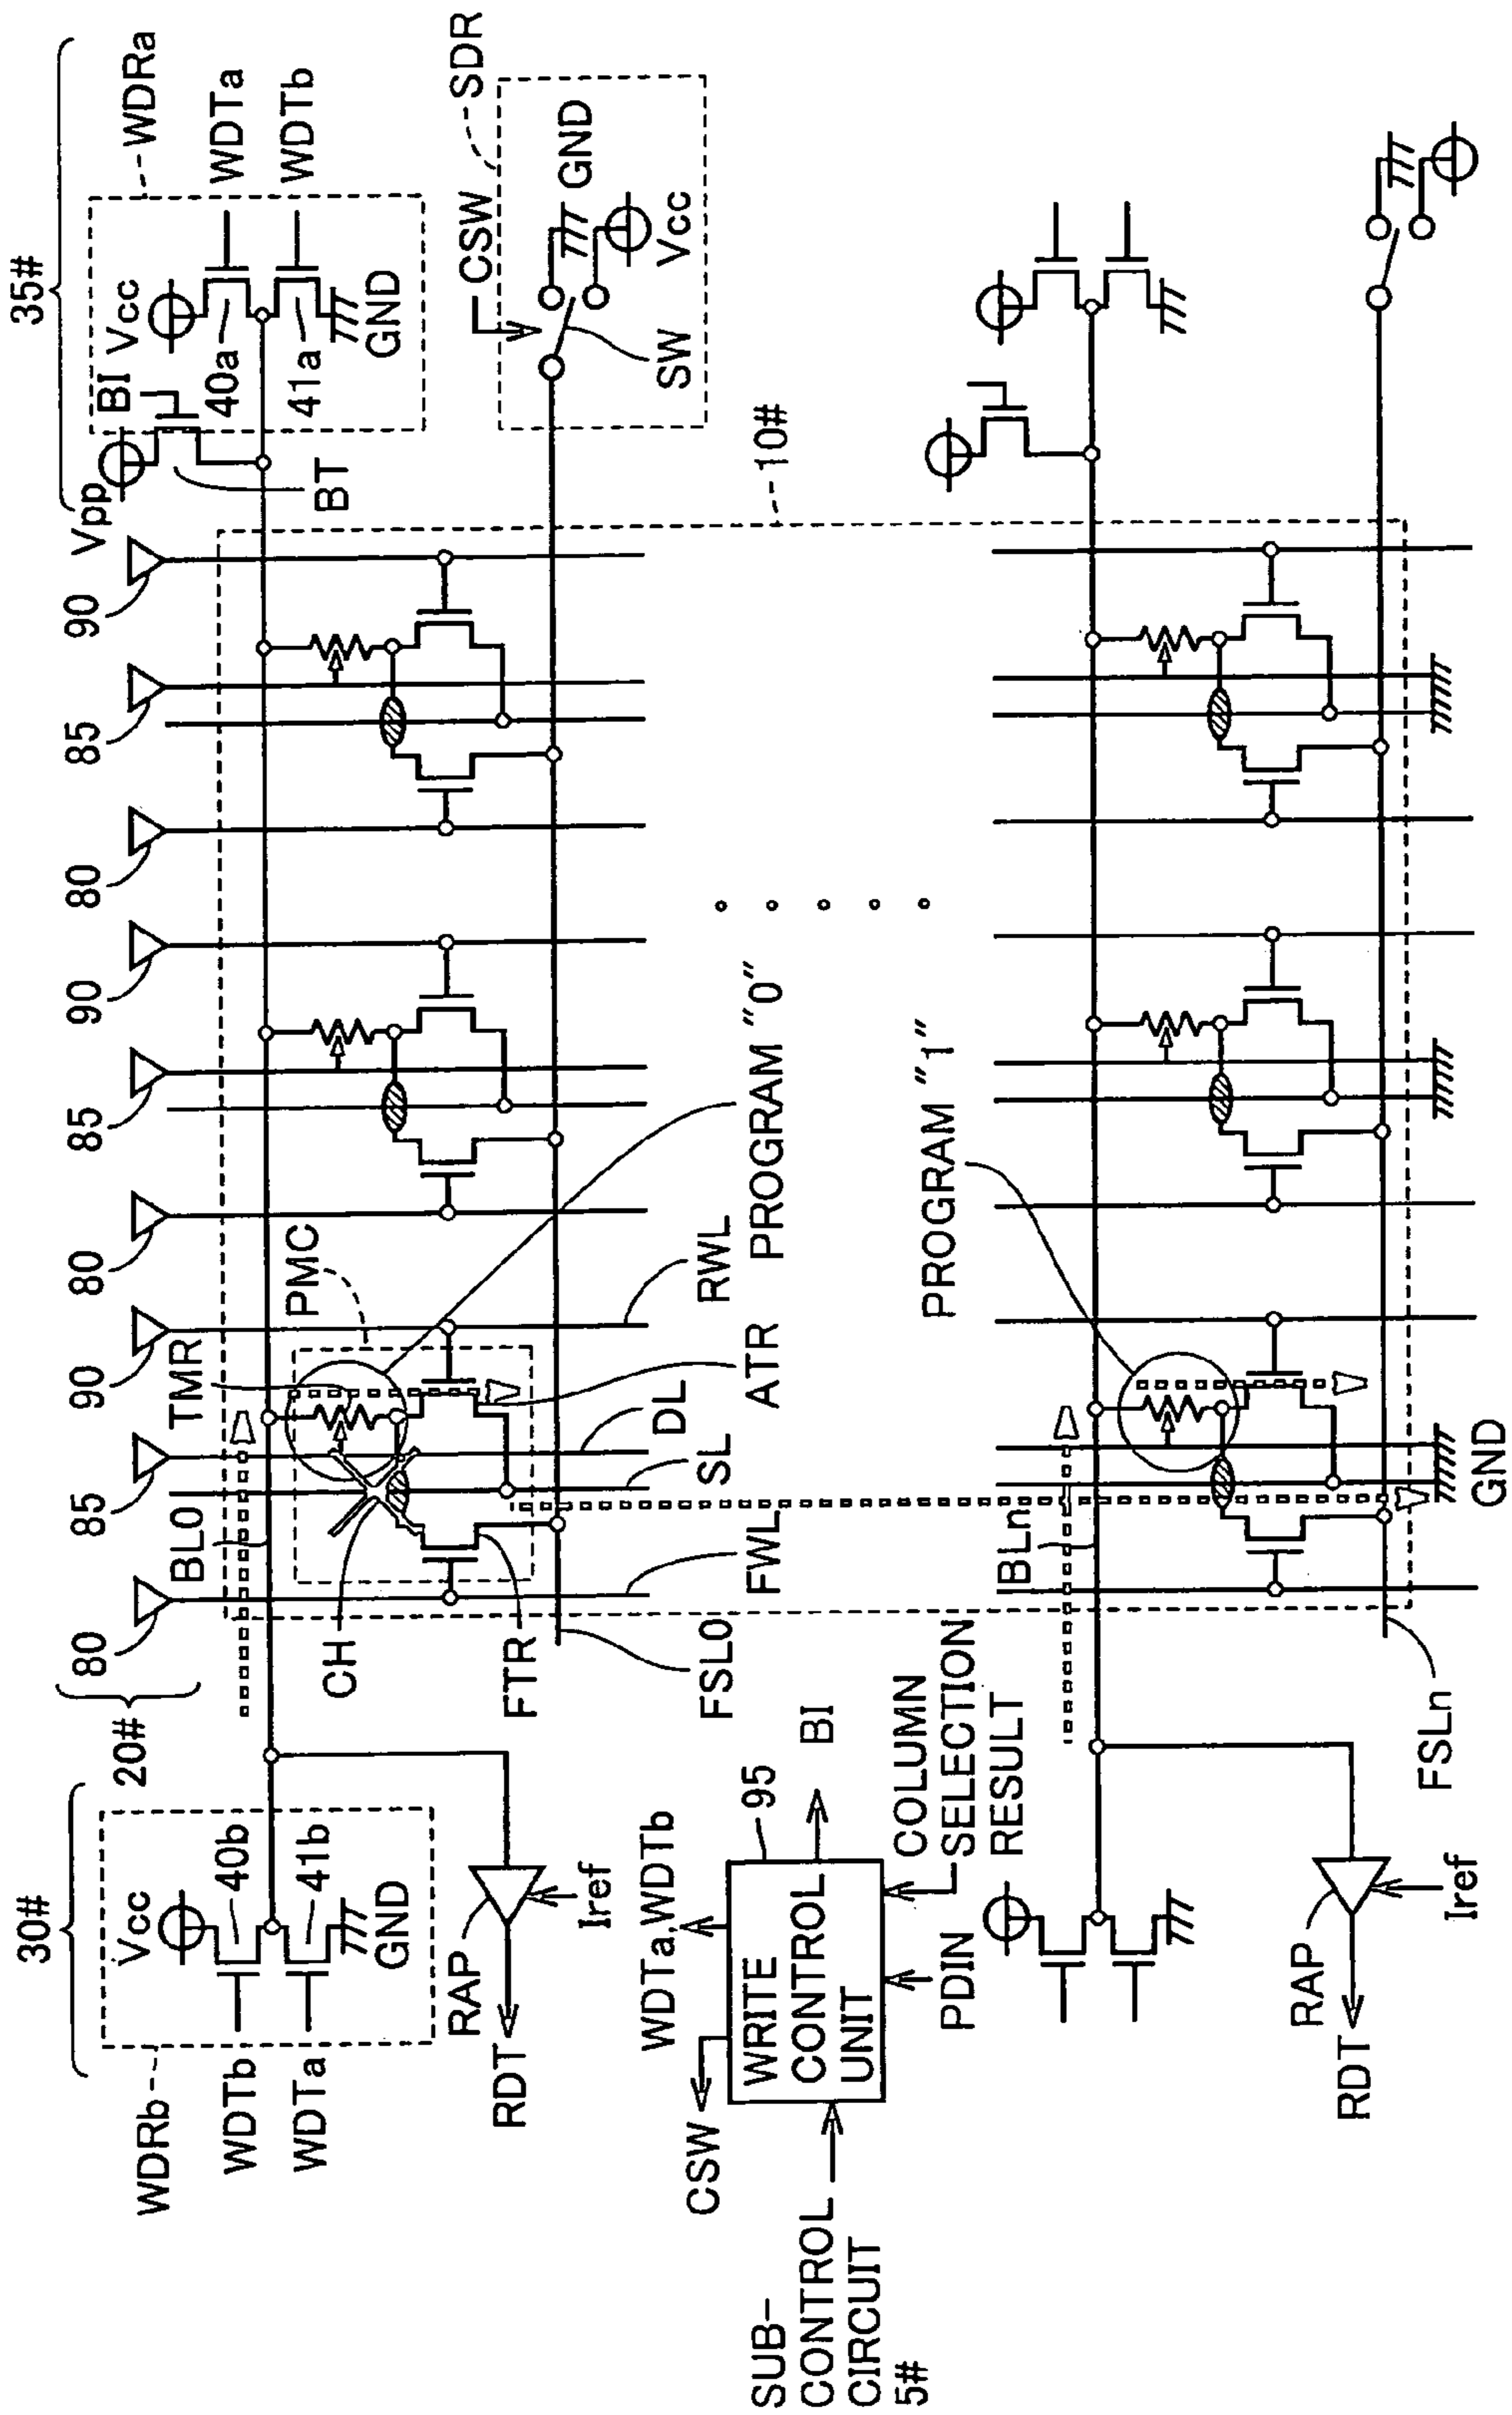 30#
20#
35#
80
85
90
80
85
90
80
85
90
Vpp
BI
Vcc
WDRa
WDTa
WDTb
40a
41a
GND
BT
SDR
CSW
GND
Vcc
SW
10#
Vcc
40b
41b
GND
WDRb
WDTb
WDTa
RAP
Iref
RDT
BL0
TMR
PMC
CH
FTR
FSL0
FWL
SL
DL
ATR
RWL
PROGRAM "0"
PROGRAM "1"
CSW
WDTa,WDTb
95
BI
WRITE
CONTROL
UNIT
SUB-
CONTROL
CIRCUIT
5#
PDIN
COLUMN
SELECTION
RESULT
BLn
RAP
Iref
RDT
FSLn
GND